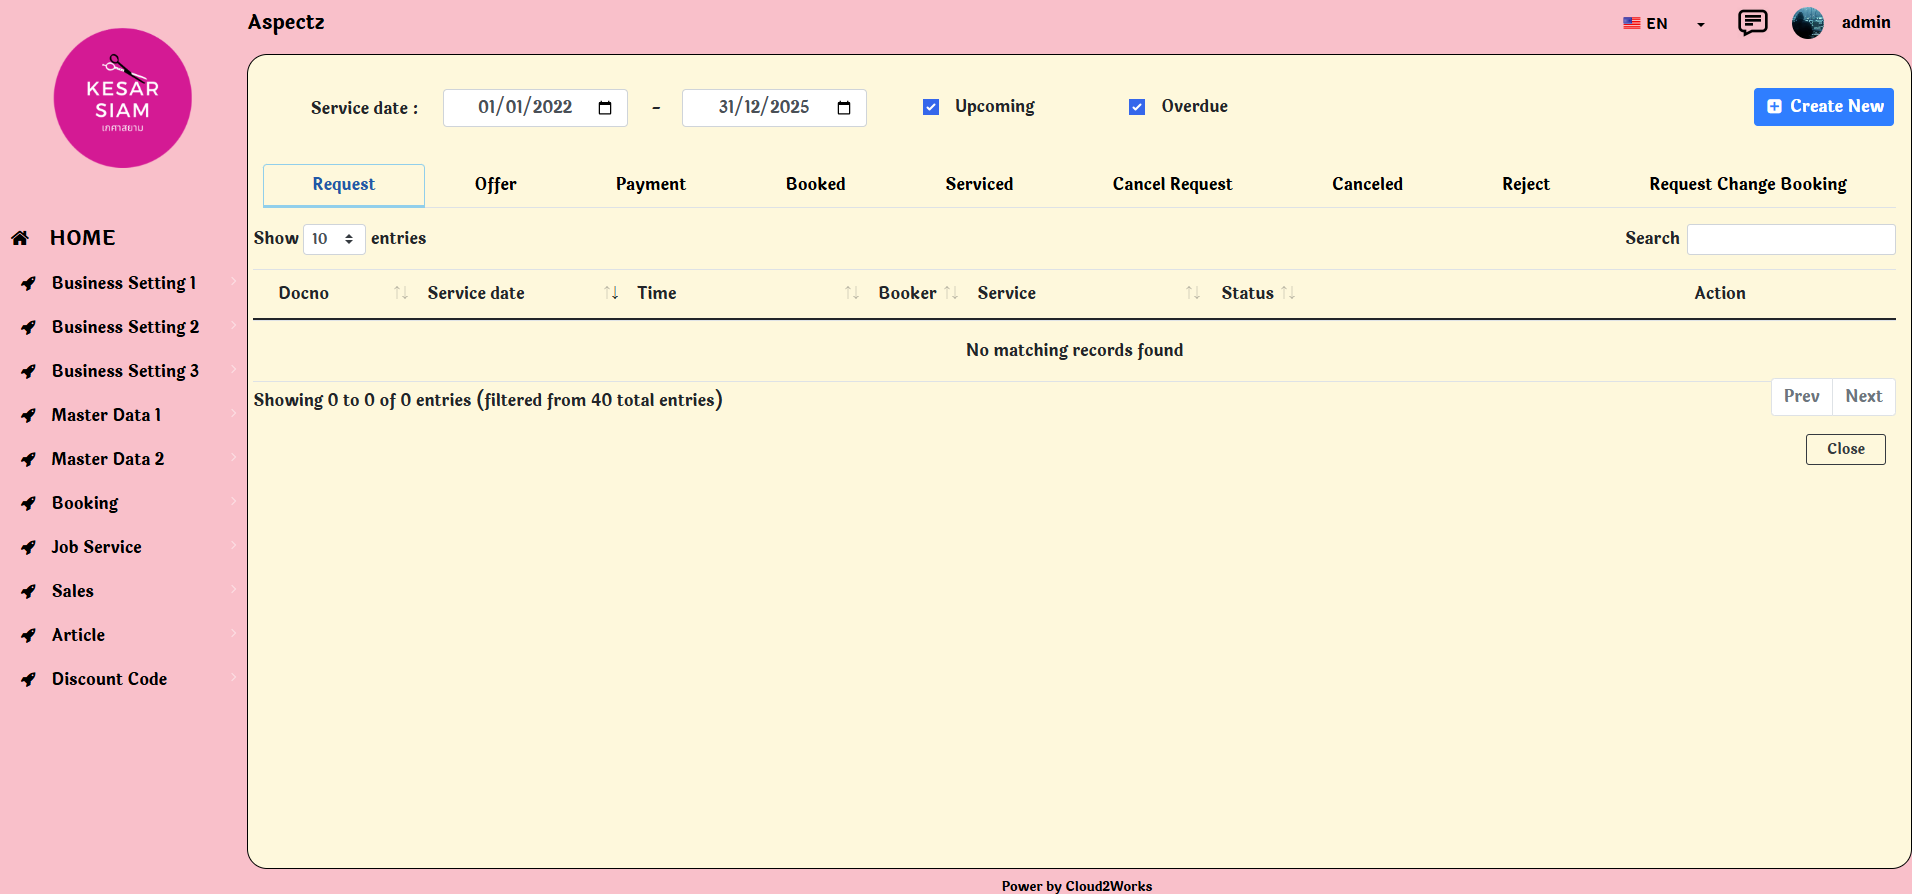 Aspectz
EN
admin
KESAR
SIAM
เกศาสยาม
Service date :
01/01/2022
-
31/12/2025
Upcoming
Overdue
Create New
Request
Offer
Payment
Booked
Serviced
Cancel Request
Canceled
Reject
Request Change Booking
Show 10 entries
Search
Docno
Service date
Time
Booker
Service
Status
Action
No matching records found
Showing 0 to 0 of 0 entries (filtered from 40 total entries)
Prev
Next
Close
HOME
Business Setting 1
Business Setting 2
Business Setting 3
Master Data 1
Master Data 2
Booking
Job Service
Sales
Article
Discount Code
Power by Cloud2Works